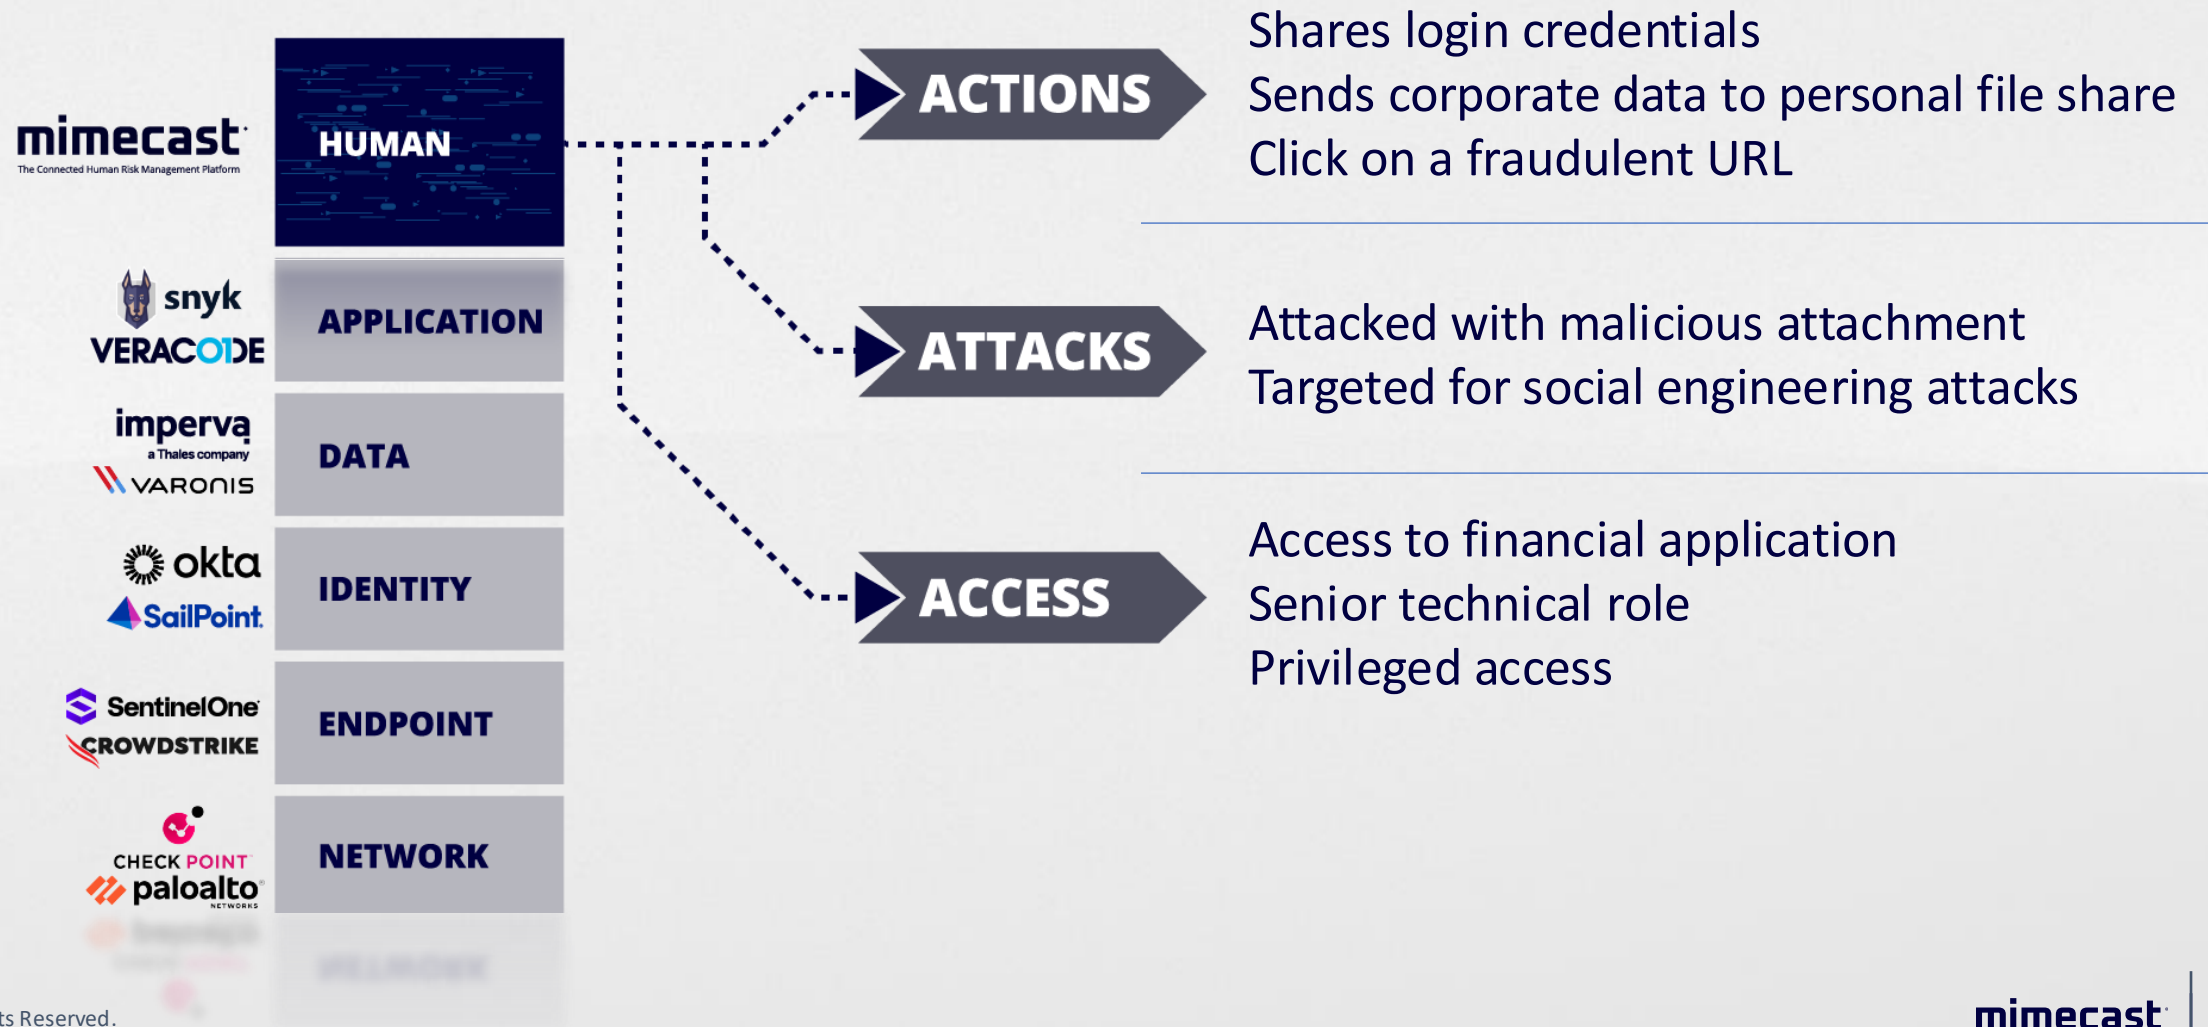 mimecast
The Connected Human Risk Management Platform
HUMAN
snyk
VERACODE
APPLICATION
imperva
a Thales company
VARONIS
DATA
okta
SailPoint
IDENTITY
SentinelOne
CROWDSTRIKE
ENDPOINT
CHECK POINT
paloalto
NETWORKS
NETWORK
ACTIONS
Shares login credentials
Sends corporate data to personal file share
Click on a fraudulent URL
ATTACKS
Attacked with malicious attachment
Targeted for social engineering attacks
ACCESS
Access to financial application
Senior technical role
Privileged access
ts Reserved.
mimecast